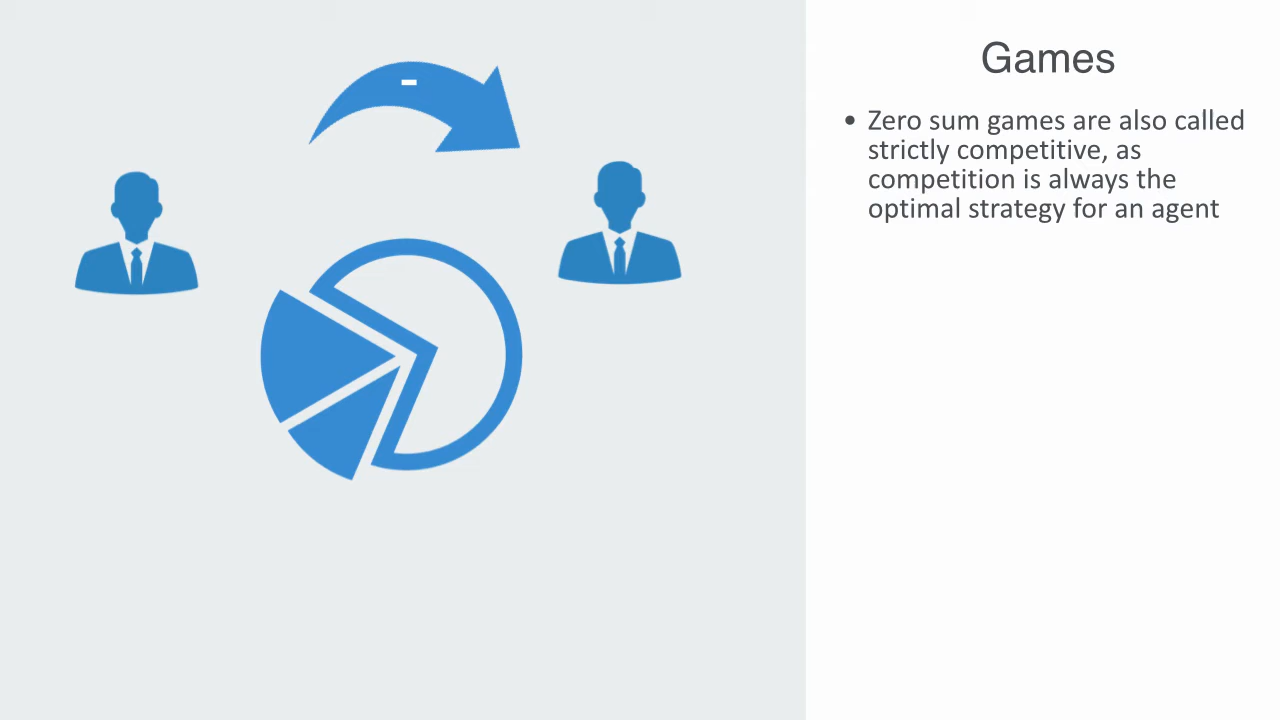 -
Games
• Zero sum games are also called
strictly competitive, as
competition is always the
optimal strategy for an agent